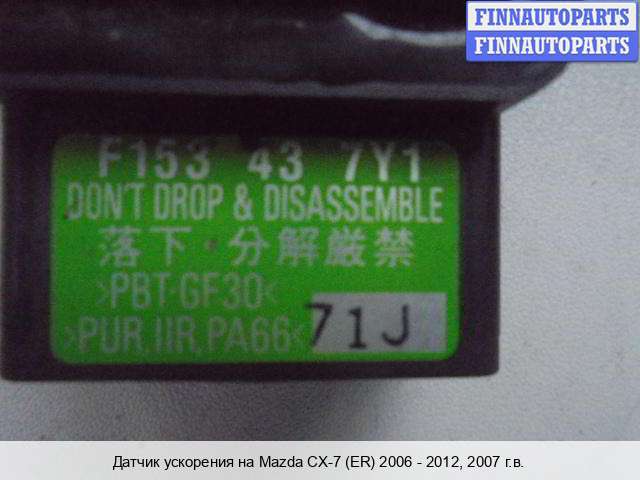 FINNAUTOPARTS
FINNAUTOPARTS
F153 43 7Y1
DON'T DROP & DISASSEMBLE
落下・分解厳禁
>PBT-GF30<
>PUR,IIR,PA66<
71J
Датчик ускорения на Mazda CX-7 (ER) 2006 - 2012, 2007 г.в.